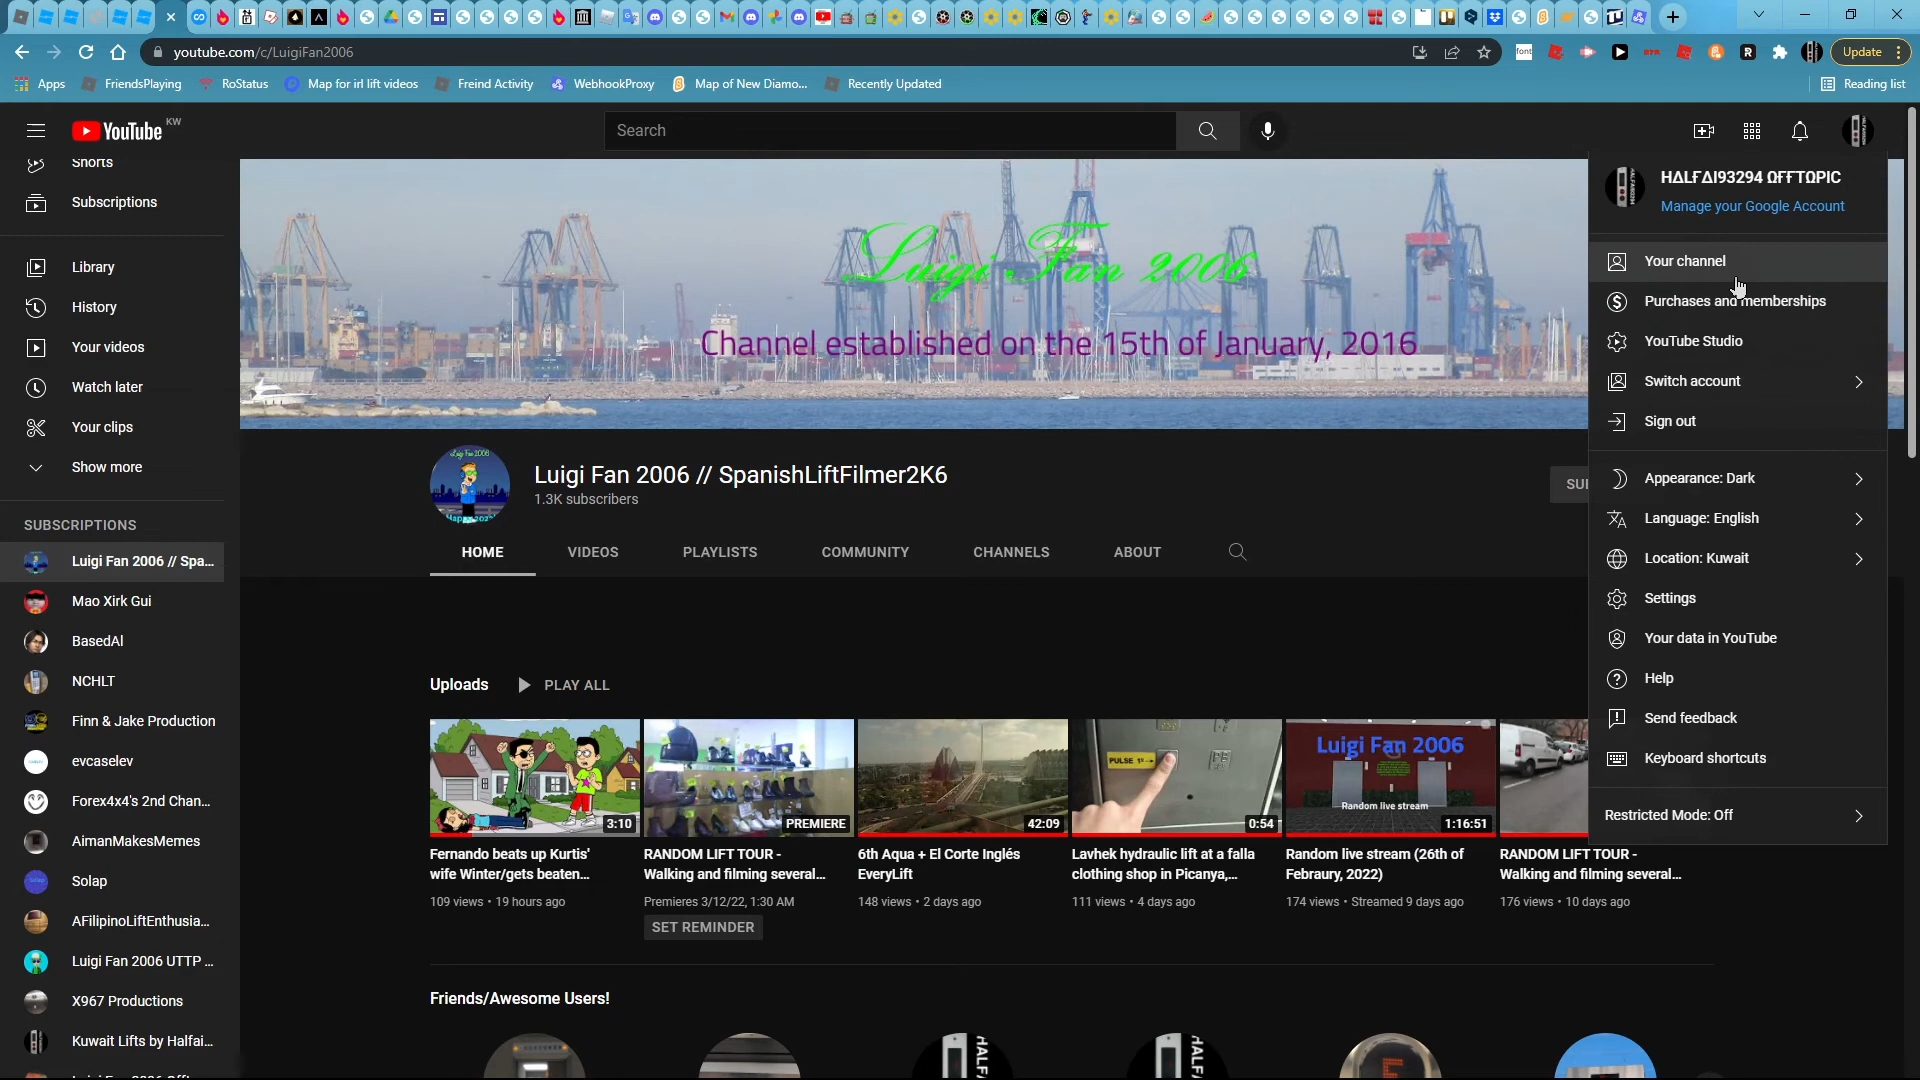 youtube.com/c/LuigiFan2006
Update
Apps
FriendsPlaying
RoStatus
Map for irl lift videos
Freind Activity
WebhookProxy
Map of New Diamo...
Recently Updated
Reading list
YouTube KW
Search
Shorts
Subscriptions
Library
History
Your videos
Watch later
Your clips
Show more
SUBSCRIPTIONS
Luigi Fan 2006 // Spa...
Mao Xirk Gui
BasedAl
NCHLT
Finn & Jake Production
evcaselev
Forex4x4's 2nd Chan...
AimanMakesMemes
Solap
AFilipinoLiftEnthusia...
Luigi Fan 2006 UTTP ...
X967 Productions
Kuwait Lifts by Halfai...
Luigi Fan 2006
Channel established on the 15th of January, 2016
Luigi Fan 2006 // SpanishLiftFilmer2K6
1.3K subscribers
HOME
VIDEOS
PLAYLISTS
COMMUNITY
CHANNELS
ABOUT
Uploads
PLAY ALL
3:10
Fernando beats up Kurtis'
wife Winter/gets beaten...
109 views • 19 hours ago
PREMIERE
RANDOM LIFT TOUR -
Walking and filming several...
Premieres 3/12/22, 1:30 AM
SET REMINDER
42:09
6th Aqua + El Corte Inglés
EveryLift
148 views • 2 days ago
PULSE 1º
0:54
Lavhek hydraulic lift at a falla
clothing shop in Picanya,...
111 views • 4 days ago
Luigi Fan 2006
Random live stream
1:16:51
Random live stream (26th of
Febraury, 2022)
174 views • Streamed 9 days ago
RANDOM LIFT TOUR -
Walking and filming several...
176 views • 10 days ago
Friends/Awesome Users!
HΔLҒΔI93294 ΩҒҒTΩPIC
Manage your Google Account
Your channel
Purchases and memberships
YouTube Studio
Switch account
Sign out
Appearance: Dark
Language: English
Location: Kuwait
Settings
Your data in YouTube
Help
Send feedback
Keyboard shortcuts
Restricted Mode: Off